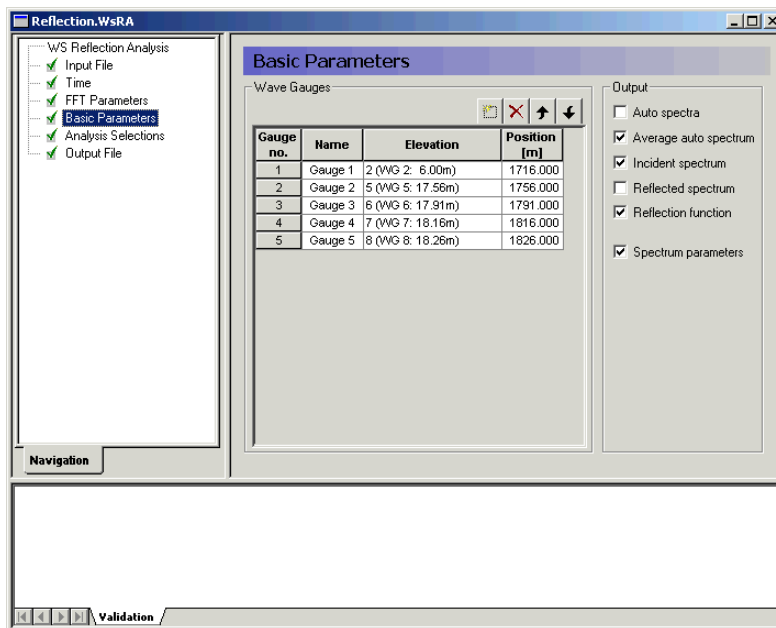 Reflection.WsRA
WS Reflection Analysis
Input File
Time
FFT Parameters
Basic Parameters
Analysis Selections
Output File
Navigation
Basic Parameters
Wave Gauges
Gauge no. Name Elevation Position [m]
1 Gauge 1 2 (WG 2: 6.00m) 1716.000
2 Gauge 2 5 (WG 5: 17.56m) 1756.000
3 Gauge 3 6 (WG 6: 17.91m) 1791.000
4 Gauge 4 7 (WG 7: 18.16m) 1816.000
5 Gauge 5 8 (WG 8: 18.26m) 1826.000
Output
Auto spectra
Average auto spectrum
Incident spectrum
Reflected spectrum
Reflection function
Spectrum parameters
Validation